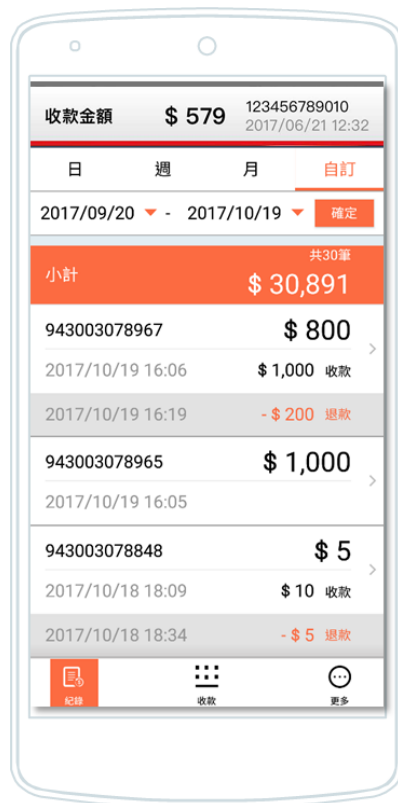 收款金額 $ 579 123456789010
2017/06/21 12:32
日 週 月 自訂
2017/09/20 - 2017/10/19 確定
共30筆
小計 $ 30,891
943003078967 $ 800
2017/10/19 16:06 $ 1,000 收款
2017/10/19 16:19 - $ 200 退款
943003078965 $ 1,000
2017/10/19 16:05
943003078848 $ 5
2017/10/18 18:09 $ 10 收款
2017/10/18 18:34 - $ 5 退款
紀錄 收款 更多